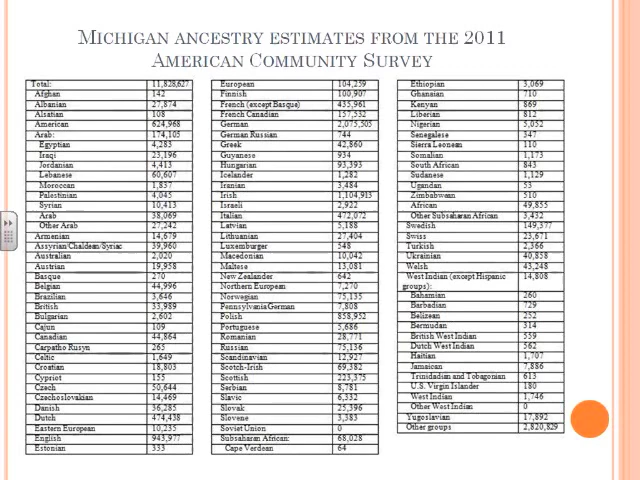 MICHIGAN ANCESTRY ESTIMATES FROM THE 2011
AMERICAN COMMUNITY SURVEY
Total: 11,828,627
Afghan 142
Albanian 27,874
Alsatian 108
American 624,968
Arab: 174,105
Egyptian 4,283
Iraqi 23,196
Jordanian 4,413
Lebanese 60,607
Moroccan 1,837
Palestinian 4,045
Syrian 10,413
Arab 38,069
Other Arab 27,242
Armenian 14,679
Assyrian/Chaldean/Syriac 39,960
Australian 2,020
Austrian 19,958
Basque 270
Belgian 44,996
Brazilian 3,646
British 33,989
Bulgarian 2,602
Cajun 109
Canadian 44,864
Carpatho Rusyn 265
Celtic 1,649
Croatian 18,803
Cypriot 155
Czech 50,644
Czechoslovakian 14,469
Danish 36,285
Dutch 474,438
Eastern European 10,235
English 943,977
Estonian 333
European 104,259
Finnish 100,907
French (except Basque) 435,961
French Canadian 157,532
German 2,075,505
German Russian 744
Greek 42,860
Guyanese 934
Hungarian 93,393
Icelander 1,282
Iranian 3,484
Irish 1,104,913
Israeli 2,922
Italian 472,072
Latvian 5,188
Lithuanian 27,404
Luxemburger 548
Macedonian 10,042
Maltese 13,081
New Zealander 642
Northern European 7,270
Norwegian 75,135
Pennsylvania German 7,808
Polish 858,952
Portuguese 5,686
Romanian 28,771
Russian 75,136
Scandinavian 12,927
Scotch-Irish 69,382
Scottish 223,375
Serbian 8,781
Slavic 6,332
Slovak 25,396
Slovene 3,383
Soviet Union 0
Subsaharan African: 68,028
Cape Verdean 64
Ethiopian 3,069
Ghanaian 710
Kenyan 869
Liberian 812
Nigerian 5,052
Senegalese 347
Sierra Leonean 110
Somalian 1,173
South African 843
Sudanese 1,129
Ugandan 53
Zimbabwean 510
African 49,855
Other Subsaharan African 3,432
Swedish 149,377
Swiss 23,671
Turkish 2,366
Ukrainian 40,858
Welsh 43,248
West Indian (except Hispanic 14,808
groups):
Bahamian 260
Barbadian 729
Belizean 252
Bermudan 314
British West Indian 559
Dutch West Indian 562
Haitian 1,707
Jamaican 7,886
Trinidadian and Tobagonian 613
U.S. Virgin Islander 180
West Indian 1,746
Other West Indian 0
Yugoslavian 17,892
Other groups 2,820,829